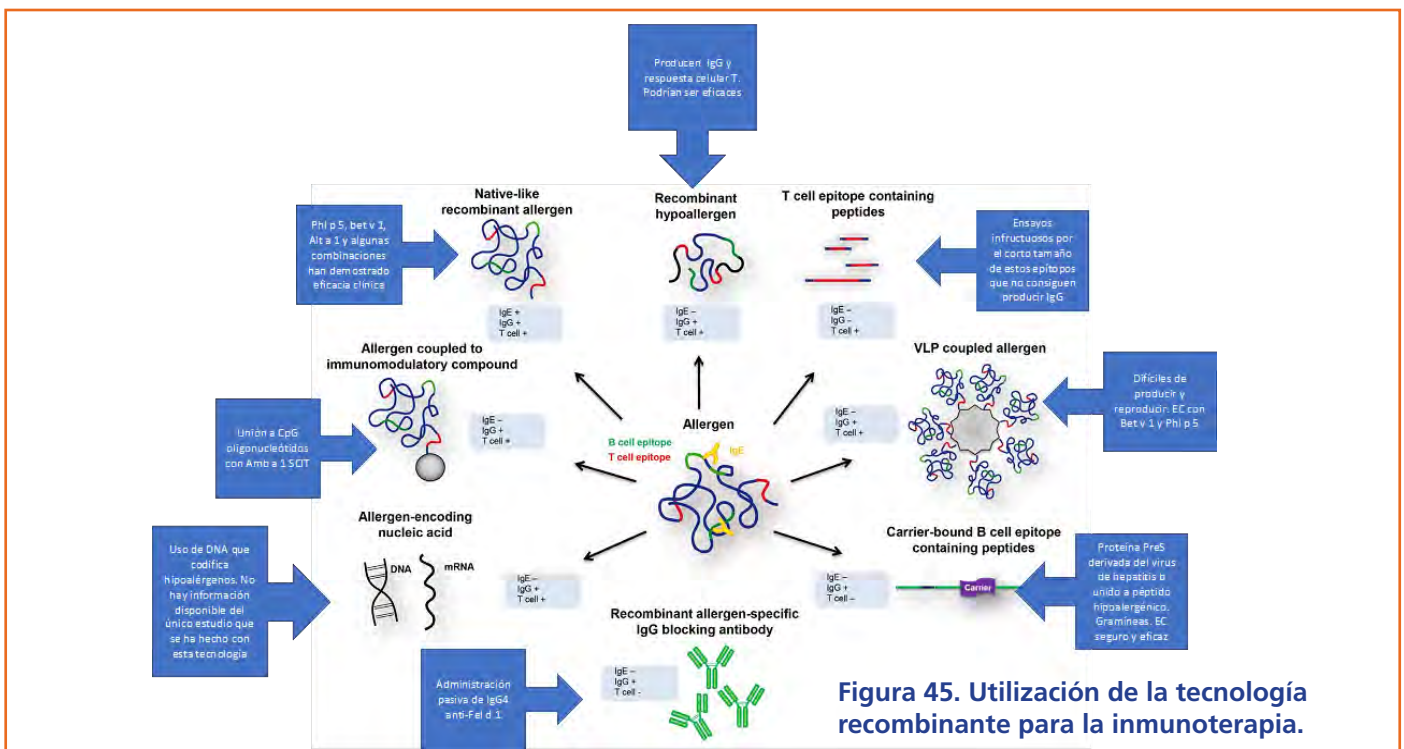 Producen IgG y
respuesta celular T.
Podrían ser eficaces
Native-like
recombinant allergen
Recombinant
hypoallergen
T cell epitope containing
peptides
Phl p 5, bet v 1,
Alt a 1 y algunas
combinaciones
han demostrado
eficacia clínica
Ensayos
infructuosos por
el corto tamaño
de estos epítopos
que no consiguen
producir IgG
IgE +
IgG +
T cell +
IgE –
IgG +
T cell +
IgE –
IgG –
T cell +
Allergen coupled to
immunomodulatory compound
VLP coupled allergen
Unión a CpG
oligonucleótidos
con Amb a 1 SCIT
IgE –
IgG +
T cell +
Allergen
B cell epitope
T cell epitope
IgE
IgE –
IgG +
T cell +
Difíciles de
producir y
reproducir. EC con
Bet v 1 y Phl p 5
Allergen-encoding
nucleic acid
Carrier-bound B cell epitope
containing peptides
Uso de DNA que
codifica
hipoalérgenos. No
hay información
disponible del
único estudio que
se ha hecho con
esta tecnología
DNA
mRNA
IgE –
IgG +
T cell +
IgE –
IgG +
T cell –
Carrier
Proteína PreS
derivada del virus
de hepatitis b
unido a péptido
hipoalergénico.
Gramíneas. EC
seguro y eficaz
Recombinant allergen-specific
IgG blocking antibody
Administración
pasiva de IgG4
anti-Fel d 1
IgE –
IgG +
T cell -
Figura 45. Utilización de la tecnología
recombinante para la inmunoterapia.